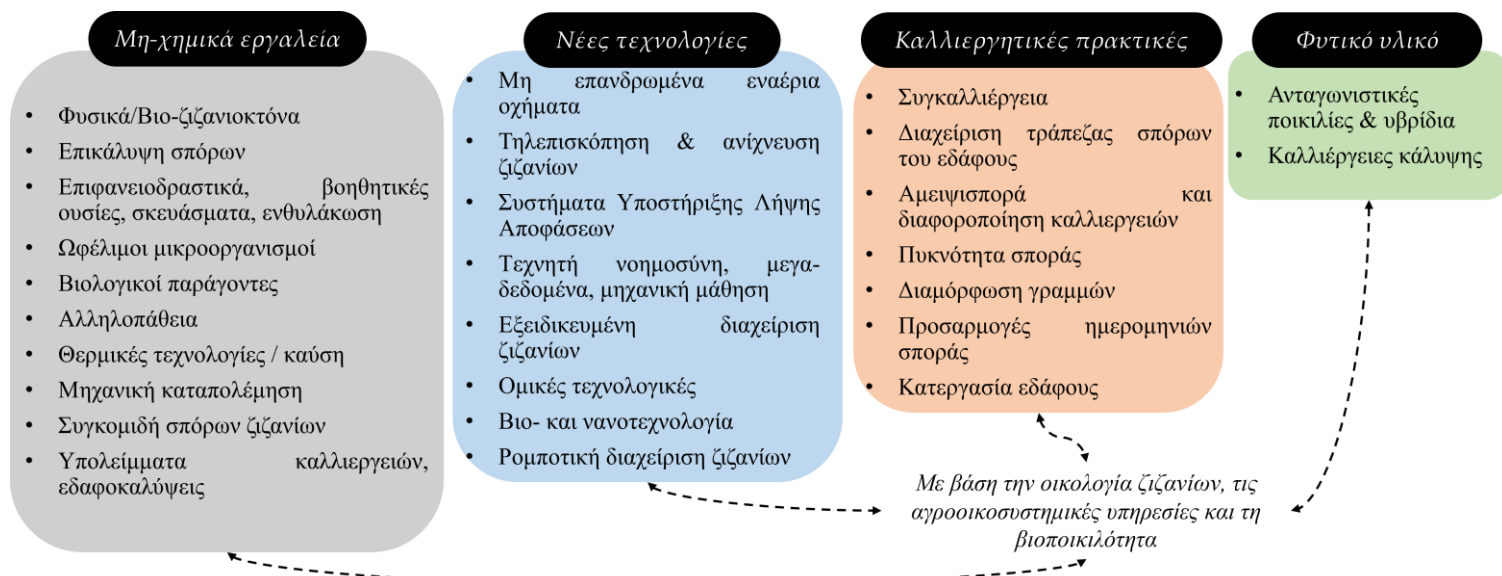 Μη-χημικά εργαλεία
• Φυσικά/Βιο-ζιζανιοκτόνα
• Επικάλυψη σπόρων
• Επιφανειοδραστικά, βοηθητικές
ουσίες, σκευάσματα, ενθυλάκωση
• Ωφέλιμοι μικροοργανισμοί
• Βιολογικοί παράγοντες
• Αλληλοπάθεια
• Θερμικές τεχνολογίες / καύση
• Μηχανική καταπολέμηση
• Συγκομιδή σπόρων ζιζανίων
• Υπολείμματα καλλιεργειών,
εδαφοκαλύψεις
Νέες τεχνολογίες
• Μη επανδρωμένα εναέρια
οχήματα
• Τηλεπισκόπηση & ανίχνευση
ζιζανίων
• Συστήματα Υποστήριξης Λήψης
Αποφάσεων
• Τεχνητή νοημοσύνη, μεγα-
δεδομένα, μηχανική μάθηση
• Εξειδικευμένη διαχείριση
ζιζανίων
• Ομικές τεχνολογικές
• Βιο- και νανοτεχνολογία
• Ρομποτική διαχείριση ζιζανίων
Καλλιεργητικές πρακτικές
• Συγκαλλιέργεια
• Διαχείριση τράπεζας σπόρων
του εδάφους
• Αμειψισπορά και
διαφοροποίηση καλλιεργειών
• Πυκνότητα σποράς
• Διαμόρφωση γραμμών
• Προσαρμογές ημερομηνιών
σποράς
• Κατεργασία εδάφους
Φυτικό υλικό
• Ανταγωνιστικές
ποικιλίες & υβρίδια
• Καλλιέργειες κάλυψης
Με βάση την οικολογία ζιζανίων, τις
αγροοικοσυστημικές υπηρεσίες και τη
βιοποικιλότητα